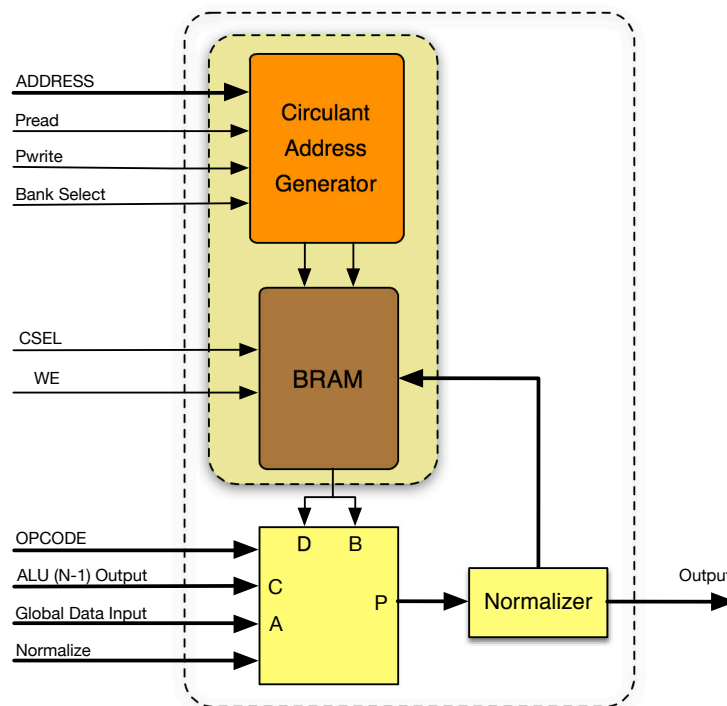 ADDRESS
Pread
Pwrite
Bank Select
Circulant
Address
Generator
CSEL
WE
BRAM
OPCODE
ALU (N-1) Output
Global Data Input
Normalize
D B
C
A
P
Normalizer
Output